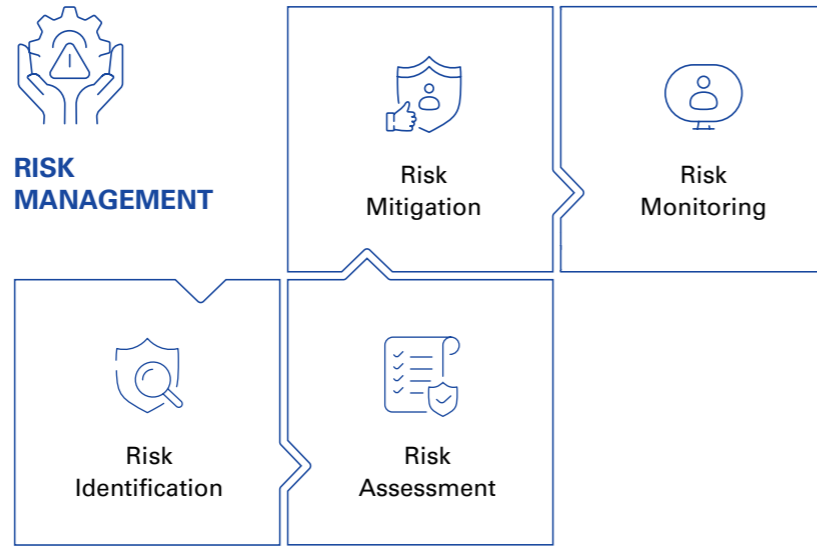 RISK
MANAGEMENT
Risk
Mitigation
Risk
Monitoring
Risk
Identification
Risk
Assessment